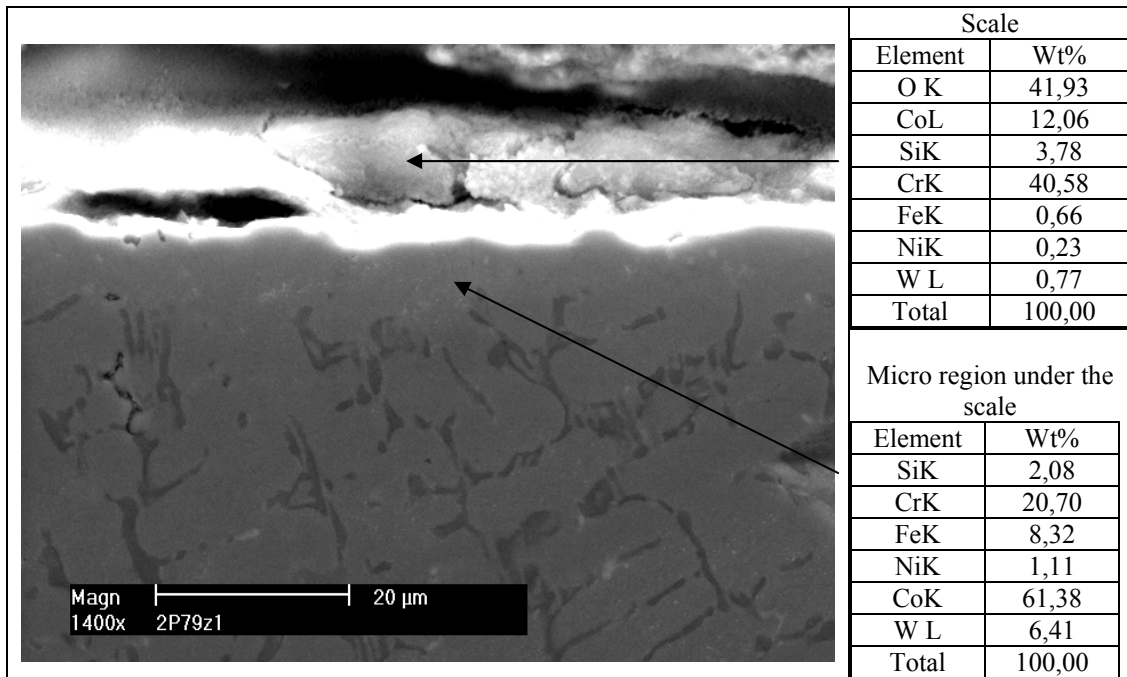 Scale
Element Wt%
O K 41,93
CoL 12,06
SiK 3,78
CrK 40,58
FeK 0,66
NiK 0,23
W L 0,77
Total 100,00
Micro region under the
scale
Element Wt%
SiK 2,08
CrK 20,70
FeK 8,32
NiK 1,11
CoK 61,38
W L 6,41
Total 100,00
Magn 20 µm
1400x 2P79z1